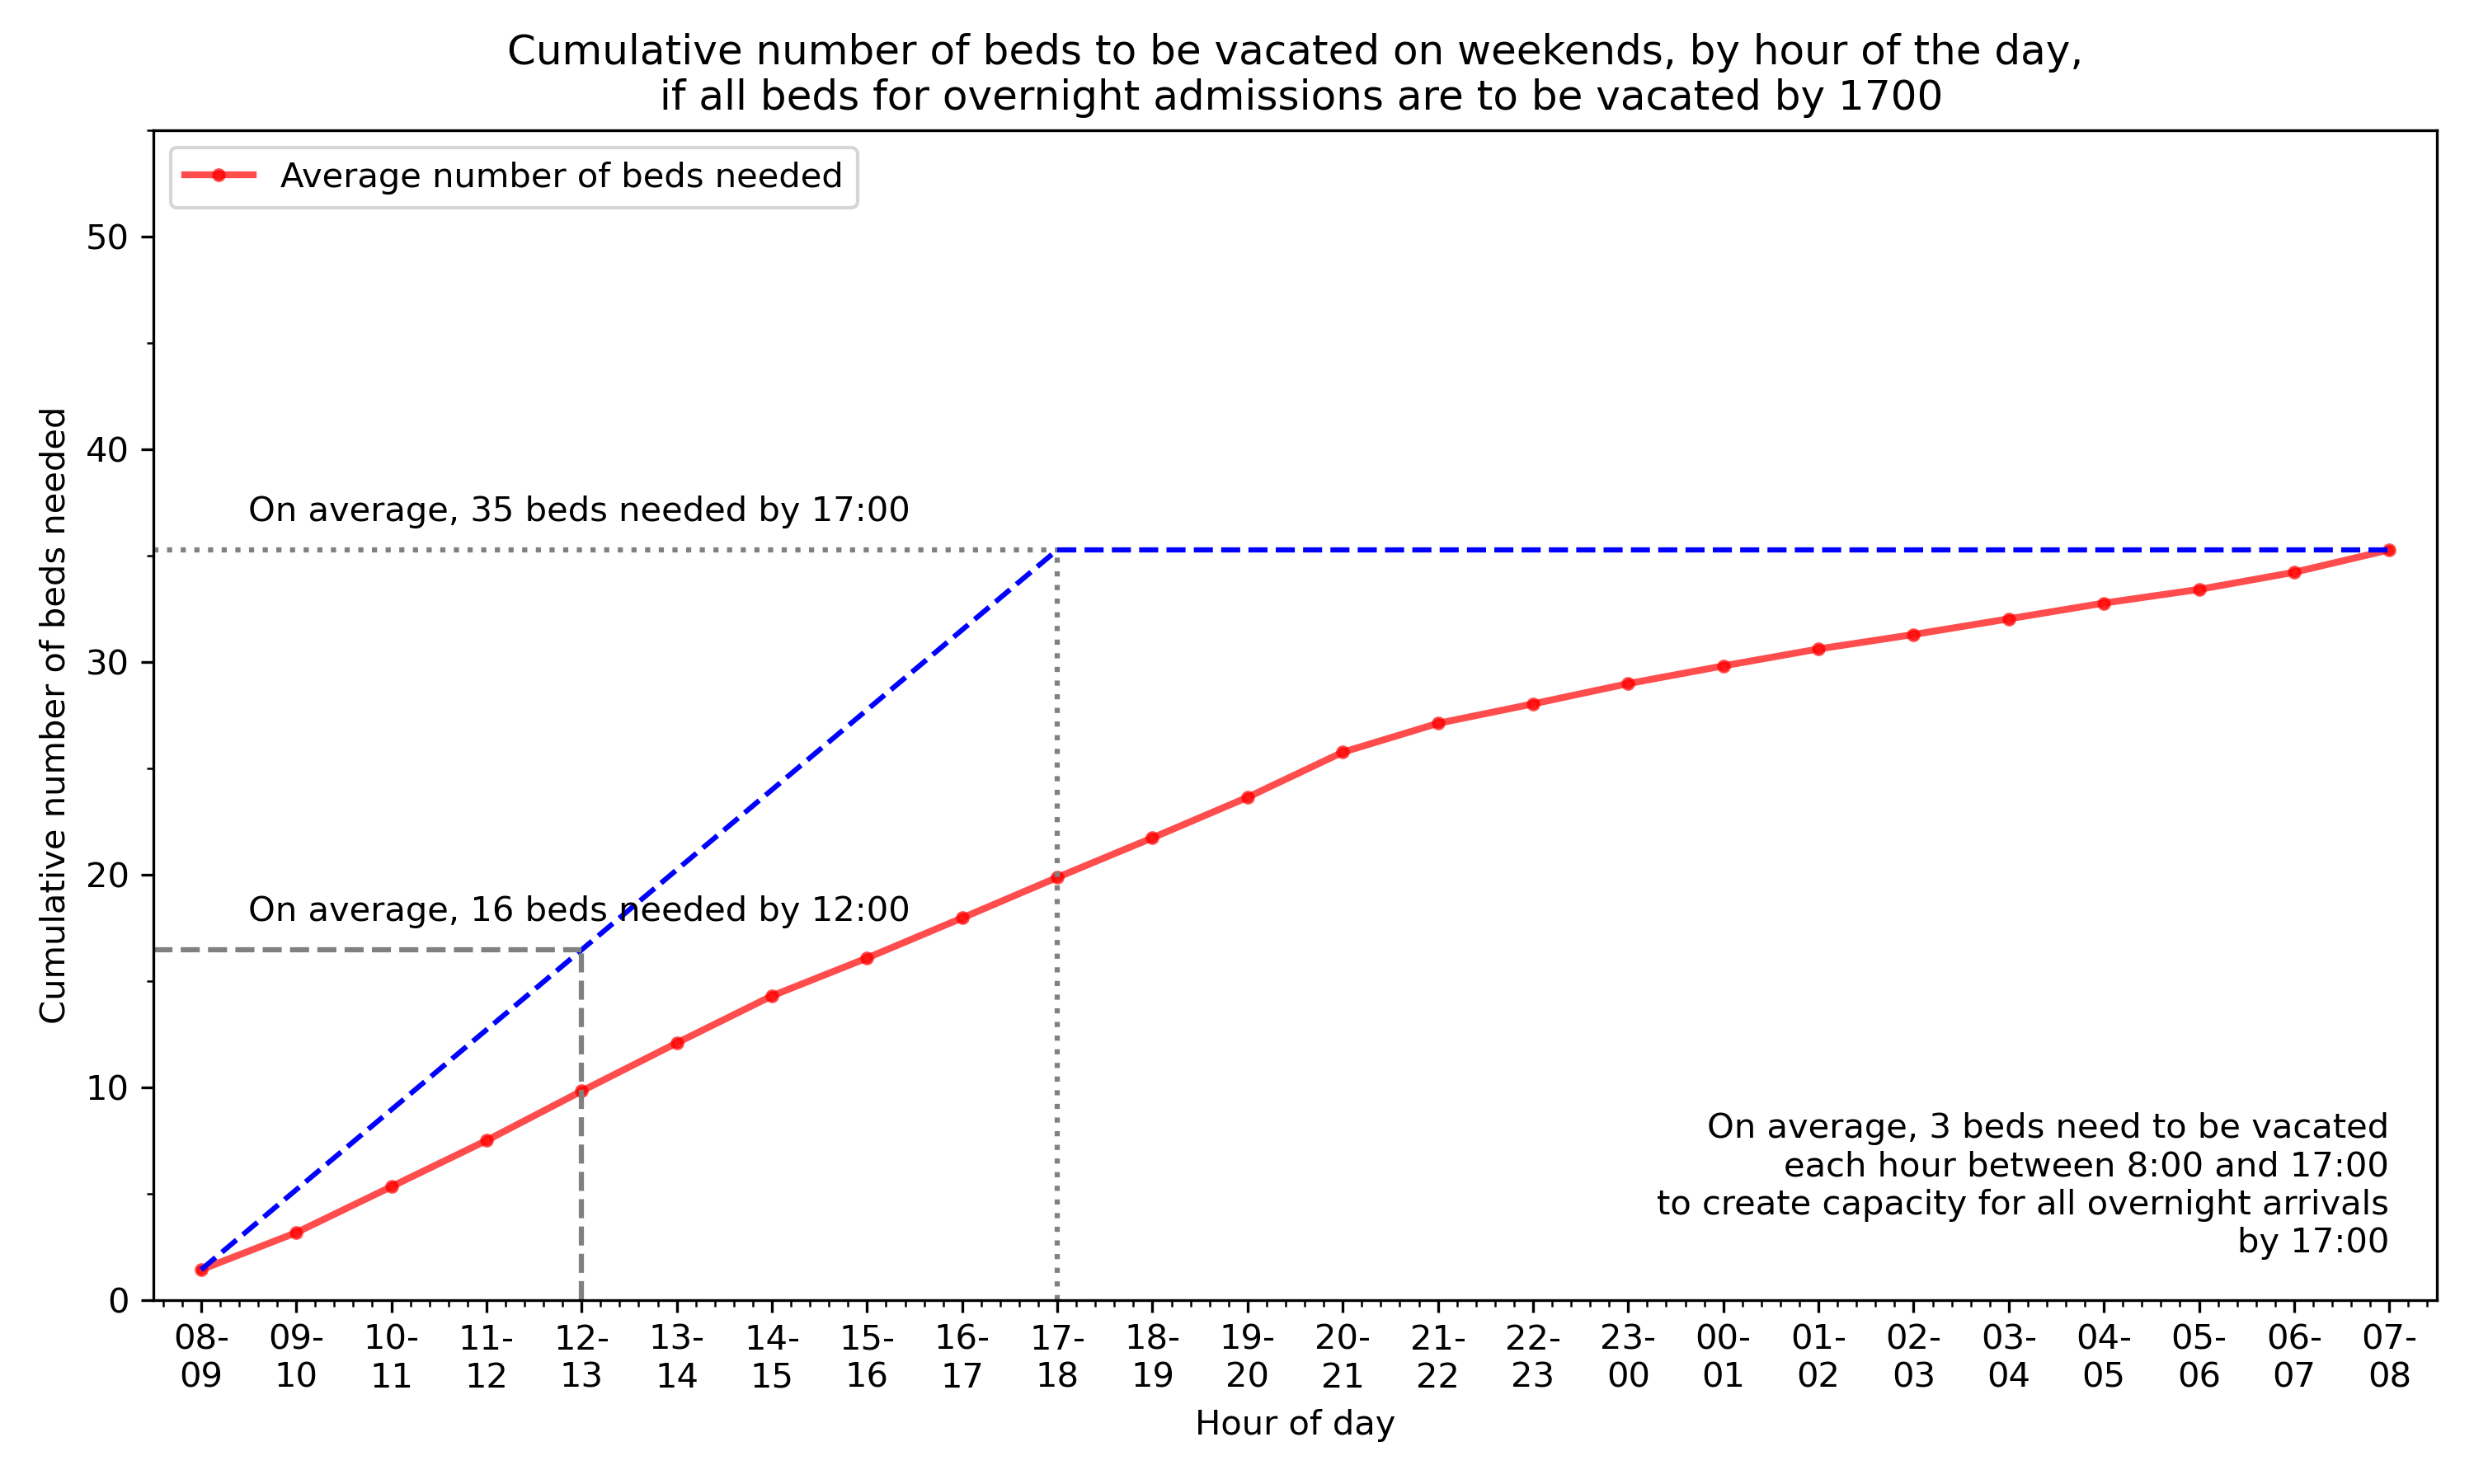 Cumulative number of beds to be vacated on weekends, by hour of the day,
if all beds for overnight admissions are to be vacated by 1700
Average number of beds needed
Cumulative number of beds needed
50
40
30
20
10
0
On average, 35 beds needed by 17:00
On average, 16 beds needed by 12:00
On average, 3 beds need to be vacated
each hour between 8:00 and 17:00
to create capacity for all overnight arrivals
by 17:00
08- 09- 10- 11- 12- 13- 14- 15- 16- 17- 18- 19- 20- 21- 22- 23- 00- 01- 02- 03- 04- 05- 06- 07-
09 10 11 12 13 14 15 16 17 18 19 20 21 22 23 00 01 02 03 04 05 06 07 08
Hour of day